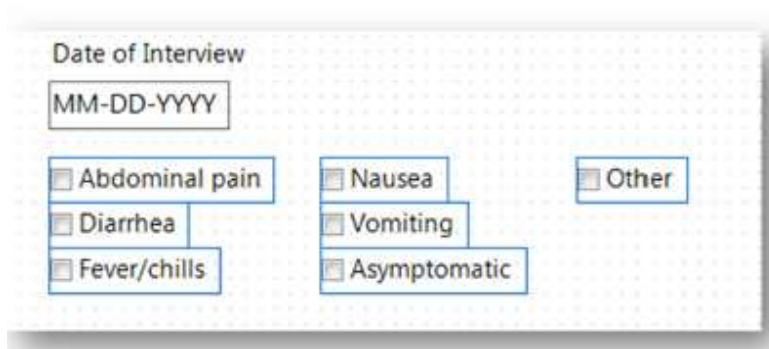 Date of Interview
MM-DD-YYYY
Abdominal pain Nausea Other
Diarrhea Vomiting
Fever/chills Asymptomatic